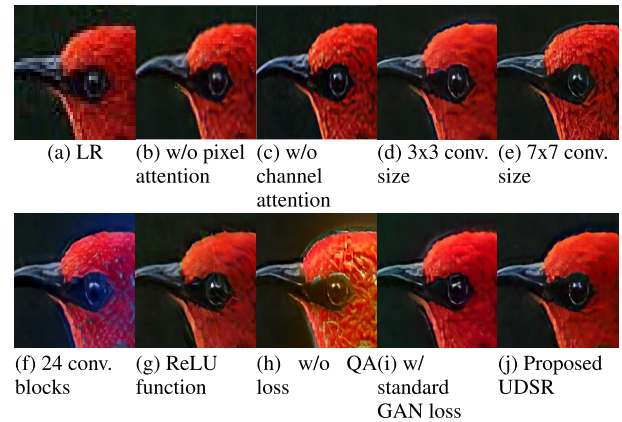 (a) LR
(b) w/o pixel
attention
(c) w/o
channel
attention
(d) 3x3 conv.
size
(e) 7x7 conv.
size
(f) 24 conv.
blocks
(g) ReLU
function
(h) w/o QA
loss
(i) w/
standard
GAN loss
(j) Proposed
UDSR